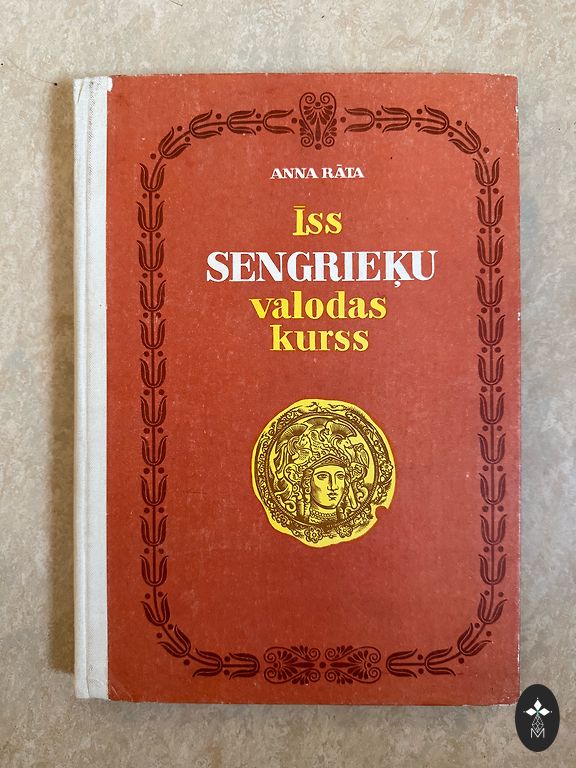 ANNA RĀTA
Īss
SENGRIEĶU
valodas
kurss
M